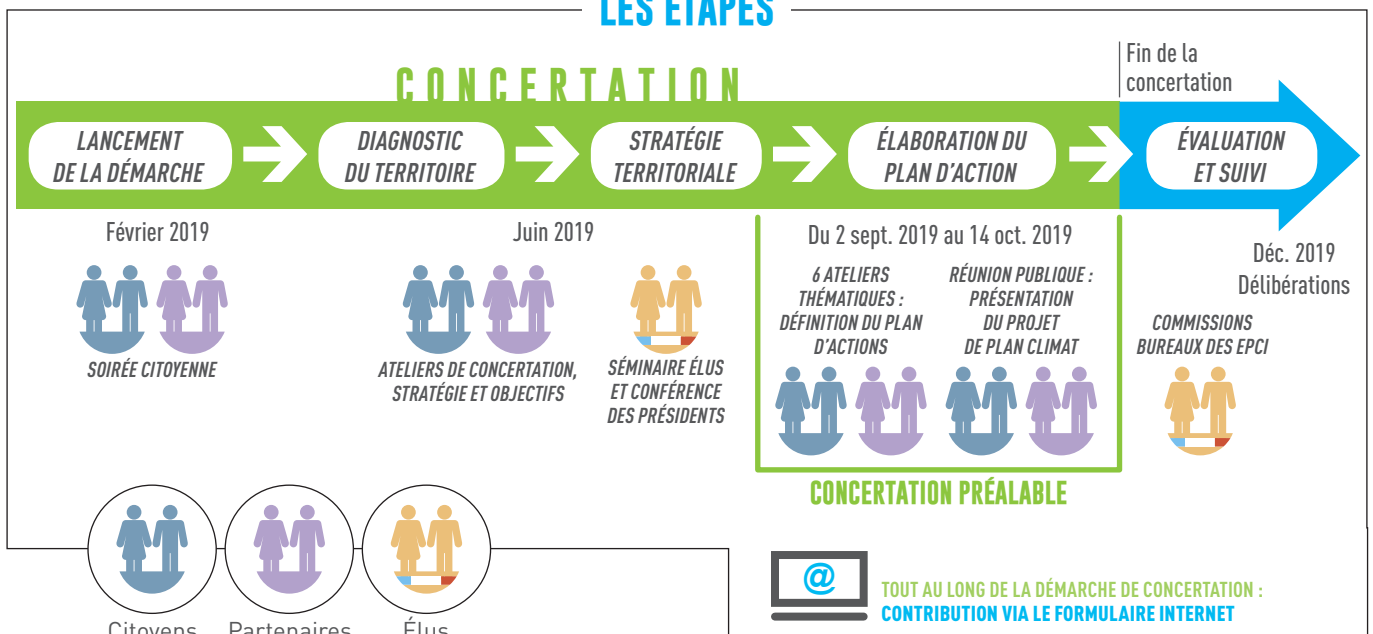 LES ÉTAPES
CONCERTATION
Fin de la
concertation
LANCEMENT
DE LA DÉMARCHE
DIAGNOSTIC
DU TERRITOIRE
STRATÉGIE
TERRITORIALE
ÉLABORATION DU
PLAN D'ACTION
ÉVALUATION
ET SUIVI
Février 2019
SOIRÉE CITOYENNE
Juin 2019
ATELIERS DE CONCERTATION,
STRATÉGIE ET OBJECTIFS
SÉMINAIRE ÉLUS
ET CONFÉRENCE
DES PRÉSIDENTS
Du 2 sept. 2019 au 14 oct. 2019
6 ATELIERS
THÉMATIQUES :
DÉFINITION DU PLAN
D'ACTIONS
RÉUNION PUBLIQUE :
PRÉSENTATION
DU PROJET
DE PLAN CLIMAT
CONCERTATION PRÉALABLE
Déc. 2019
Délibérations
COMMISSIONS
BUREAUX DES EPCI
Citoyens
Partenaires
Élus
@
TOUT AU LONG DE LA DÉMARCHE DE CONCERTATION :
CONTRIBUTION VIA LE FORMULAIRE INTERNET